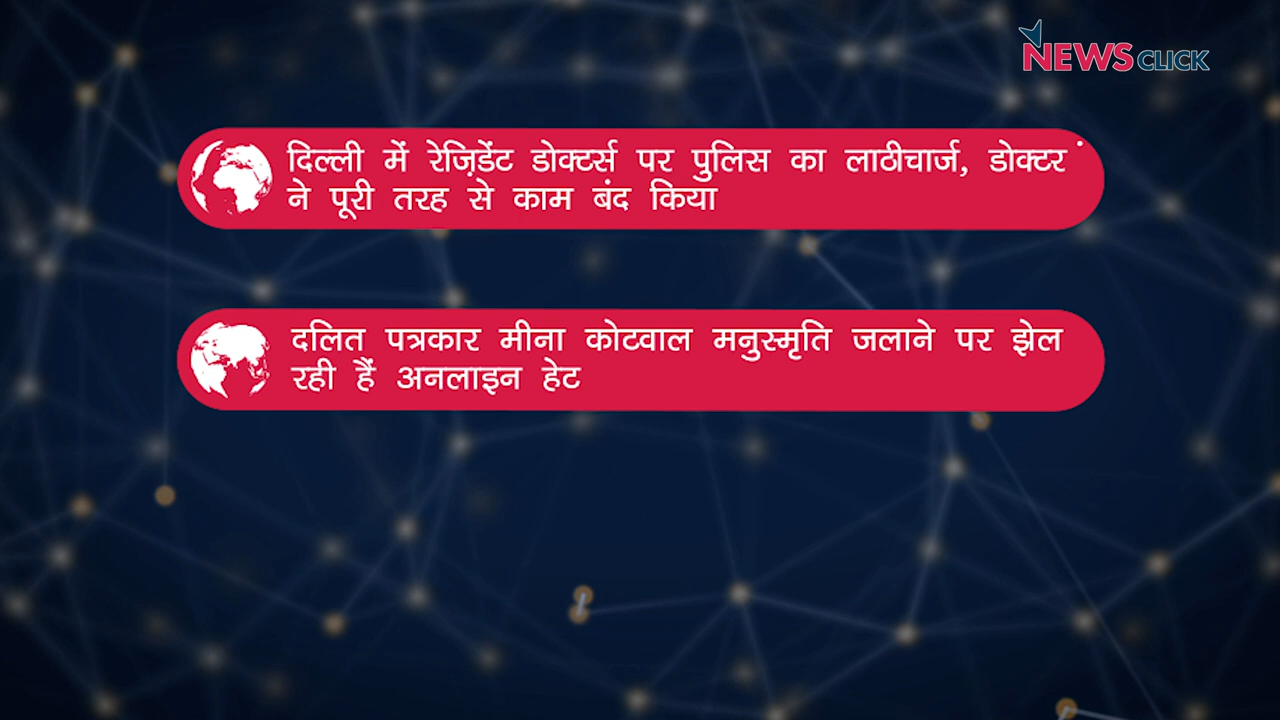 NEWSCLICK
दिल्ली में रेज़िडेंट डोक्टर्स पर पुलिस का लाठीचार्ज, डोक्टर
ने पूरी तरह से काम बंद किया
दलित पत्रकार मीना कोटवाल मनुस्मृति जलाने पर झेल
रही हैं अनलाइन हेट